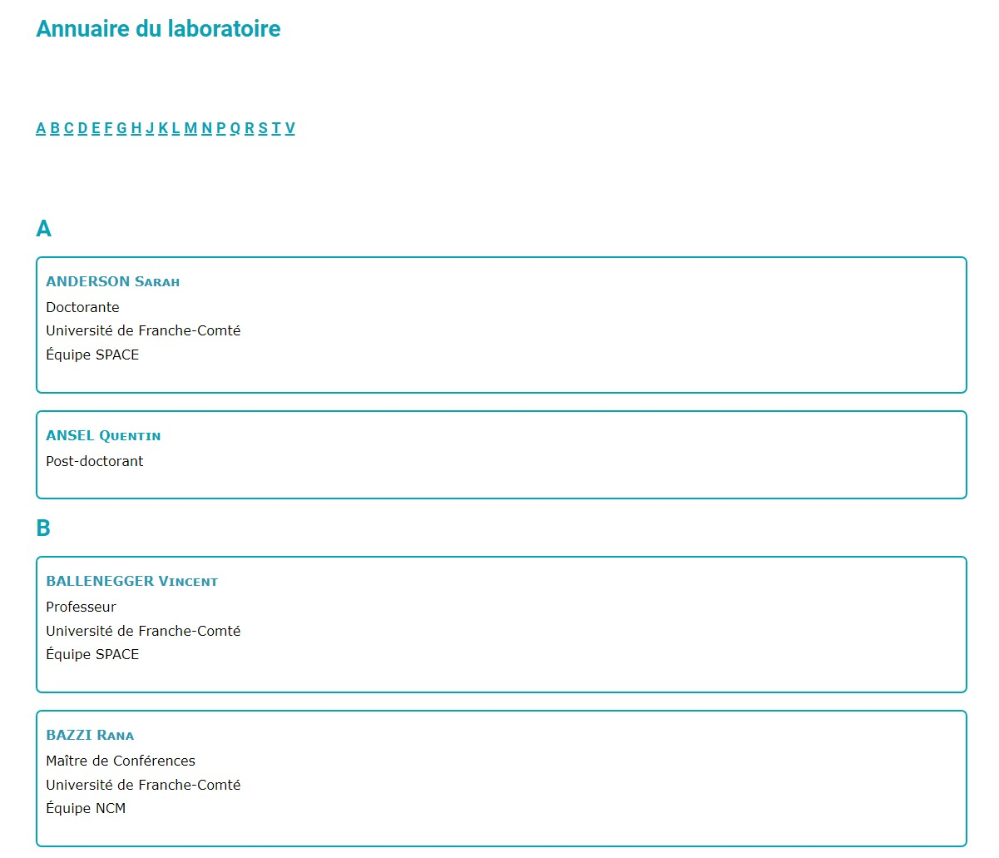 Annuaire du laboratoire
A B C D E F G H J K L M N P Q R S T V
A
ANDERSON Sarah
Doctorante
Université de Franche-Comté
Équipe SPACE
ANSEL Quentin
Post-doctorant
B
BALLENEGGER Vincent
Professeur
Université de Franche-Comté
Équipe SPACE
BAZZI Rana
Maître de Conférences
Université de Franche-Comté
Équipe NCM